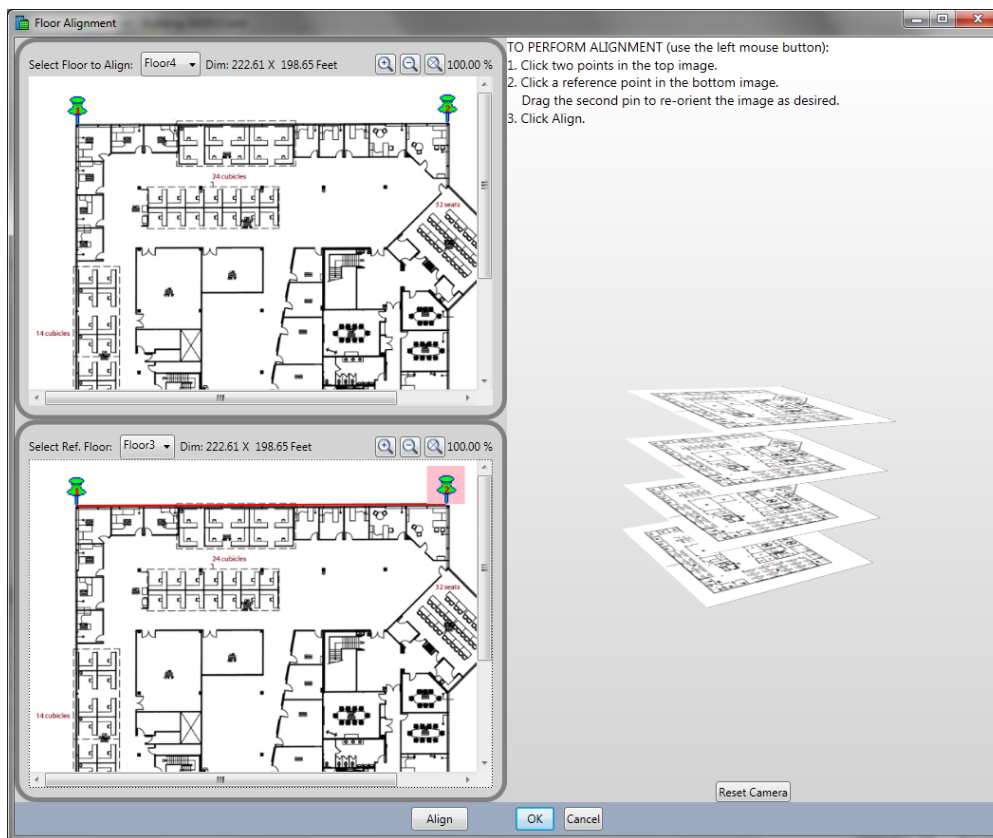 Floor Alignment
Select Floor to Align: Floor4 Dim: 222.61 X 198.65 Feet 100.00 %
1
2
24 cubicles
32 seats
14 cubicles
Select Ref. Floor: Floor3 Dim: 222.61 X 198.65 Feet 100.00 %
1
2
24 cubicles
32 seats
14 cubicles
TO PERFORM ALIGNMENT (use the left mouse button):
1. Click two points in the top image.
2. Click a reference point in the bottom image.
Drag the second pin to re-orient the image as desired.
3. Click Align.
Reset Camera
Align OK Cancel